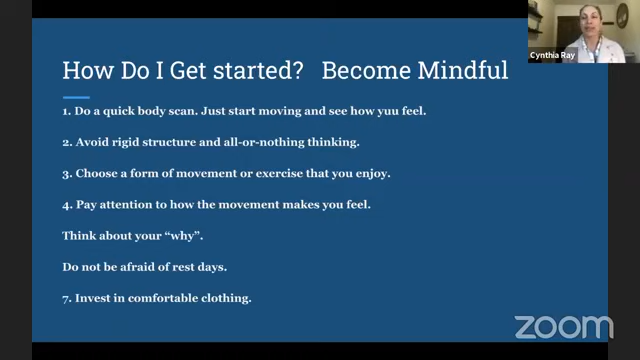 Cynthia Ray
How Do I Get started? Become Mindful
1. Do a quick body scan. Just start moving and see how yuu feel.
2. Avoid rigid structure and all-or-nothing thinking.
3. Choose a form of movement or exercise that you enjoy.
4. Pay attention to how the movement makes you feel.
Think about your “why”.
Do not be afraid of rest days.
7. Invest in comfortable clothing.
zoom